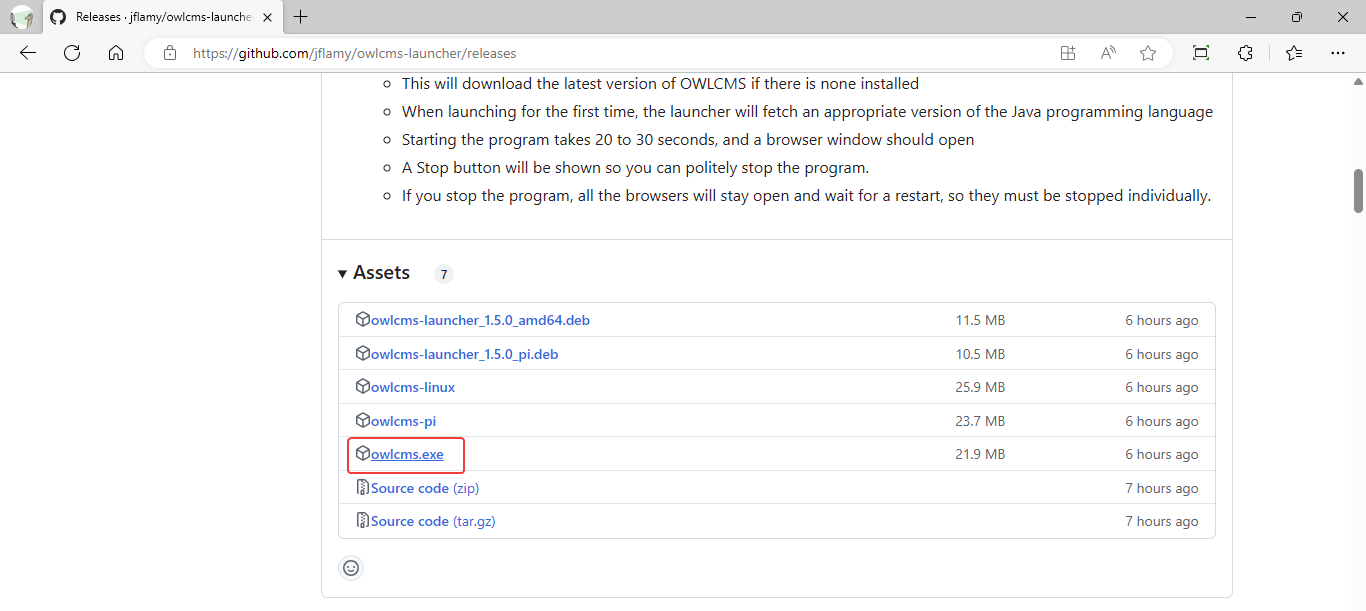 Releases · jflamy/owlcms-launche
https://github.com/jflamy/owlcms-launcher/releases
This will download the latest version of OWLCMS if there is none installed
When launching for the first time, the launcher will fetch an appropriate version of the Java programming language
Starting the program takes 20 to 30 seconds, and a browser window should open
A Stop button will be shown so you can politely stop the program.
If you stop the program, all the browsers will stay open and wait for a restart, so they must be stopped individually.
Assets 7
owlcms-launcher_1.5.0_amd64.deb 11.5 MB 6 hours ago
owlcms-launcher_1.5.0_pi.deb 10.5 MB 6 hours ago
owlcms-linux 25.9 MB 6 hours ago
owlcms-pi 23.7 MB 6 hours ago
owlcms.exe 21.9 MB 6 hours ago
Source code (zip) 7 hours ago
Source code (tar.gz) 7 hours ago